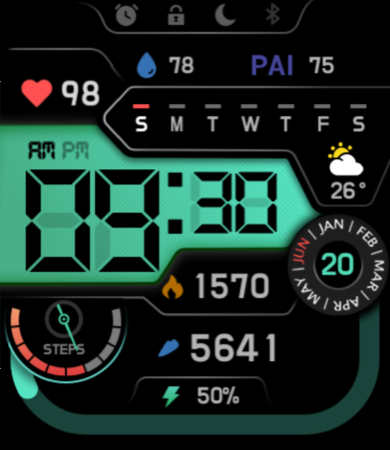 78 PAI 75
98
S M T W T F S
AM PM
09:30
26°
JAN | FEB | MAR | APR | MAY | JUN
20
1570
STEPS
5641
50%